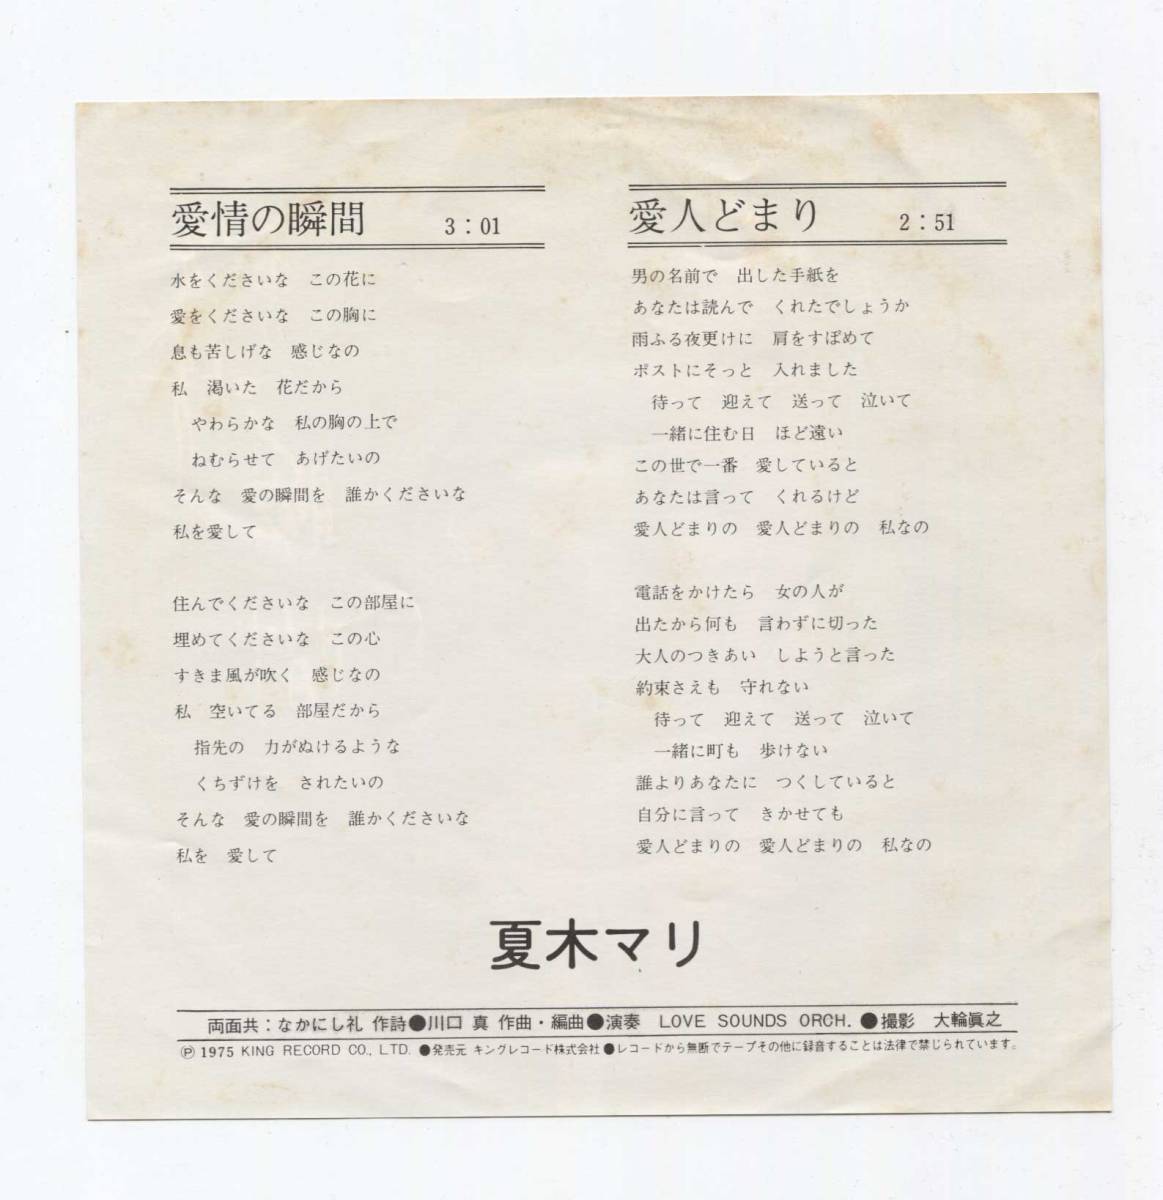 愛情の瞬間 3:01
水をくださいな この花に
愛をくださいな この胸に
息も苦しげな 感じなの
私 渇いた 花だから
やわらかな 私の胸の上で
ねむらせて あげたいの
そんな 愛の瞬間を 誰かくださいな
私を愛して
住んでくださいな この部屋に
埋めてくださいな この心
すきま風が吹く 感じなの
私 空いてる 部屋だから
指先の 力がぬけるような
くちずけを されたいの
そんな 愛の瞬間を 誰かくださいな
私を 愛して
愛人どまり 2:51
男の名前で 出した手紙を
あなたは読んで くれたでしょうか
雨ふる夜更けに 肩をすぼめて
ポストにそっと 入れました
待って 迎えて 送って 泣いて
一緒に住む日 ほど遠い
この世で一番 愛していると
あなたは言って くれるけど
愛人どまりの 愛人どまりの 私なの
電話をかけたら 女の人が
出たから何も 言わずに切った
大人のつきあい しようと言った
約束さえも 守れない
待って 迎えて 送って 泣いて
一緒に町も 歩けない
誰よりあなたに つくしていると
自分に言って きかせても
愛人どまりの 愛人どまりの 私なの
夏木マリ
両面共:なかにし礼 作詩●川口 真 作曲・編曲●演奏 LOVE SOUNDS ORCH. ●撮影 大輪眞之
Ⓟ 1975 KING RECORD CO., LTD. ●発売元 キングレコード株式会社●レコードから無断でテープその他に録音することは法律で禁じられています。